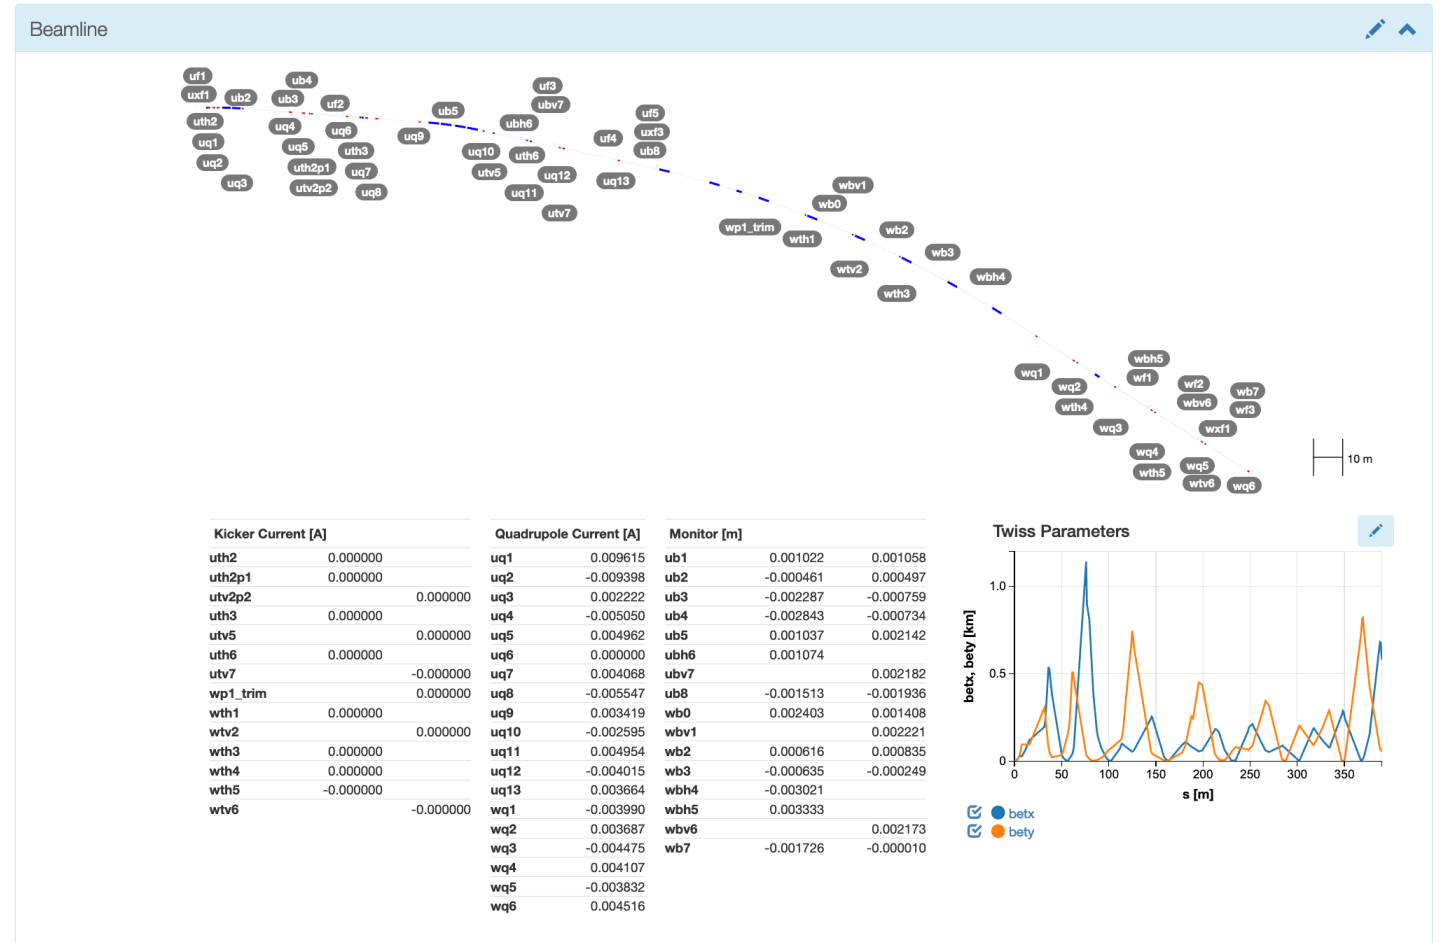 Beamline
uf1
uxf1
ub2
ub4
ub3
uf2
ub5
uf3
ubv7
ubh6
uf4
uf5
uxf3
ub8
uth2
uq1
uq2
uq3
uq4
uq5
uth2p1
utv2p2
uq6
uth3
uq7
uq8
uq9
uq10
utv5
uth6
uq12
uq11
utv7
uq13
wbv1
wb0
wp1_trim
wth1
wb2
wb3
wtv2
wbh4
wth3
wbh5
wq1
wf1
wq2
wf2
wb7
wth4
wbv6
wf3
wq3
wxf1
wq4
wth5
wq5
wtv6
wq6
10 m
Kicker Current [A]
uth2 0.000000
uth2p1 0.000000
utv2p2 0.000000
uth3 0.000000
utv5 0.000000
uth6 0.000000
utv7 -0.000000
wp1_trim 0.000000
wth1 0.000000
wtv2 0.000000
wth3 0.000000
wth4 0.000000
wth5 -0.000000
wtv6 -0.000000
Quadrupole Current [A]
uq1 0.009615
uq2 -0.009398
uq3 0.002222
uq4 -0.005050
uq5 0.004962
uq6 0.000000
uq7 0.004068
uq8 -0.005547
uq9 0.003419
uq10 -0.002595
uq11 0.004954
uq12 -0.004015
uq13 0.003664
wq1 -0.003990
wq2 0.003687
wq3 -0.004475
wq4 0.004107
wq5 -0.003832
wq6 0.004516
Monitor [m]
ub1 0.001022 0.001058
ub2 -0.000461 0.000497
ub3 -0.002287 -0.000759
ub4 -0.002843 -0.000734
ub5 0.001037 0.002142
ubh6 0.001074
ubv7 0.002182
ub8 -0.001513 -0.001936
wb0 0.002403 0.001408
wbv1 0.002221
wb2 0.000616 0.000835
wb3 -0.000635 -0.000249
wbh4 -0.003021
wbh5 0.003333
wbv6 0.002173
wb7 -0.001726 -0.000010
Twiss Parameters
betx, bety [km]
1.0
0.5
0
0 50 100 150 200 250 300 350
s [m]
betx
bety